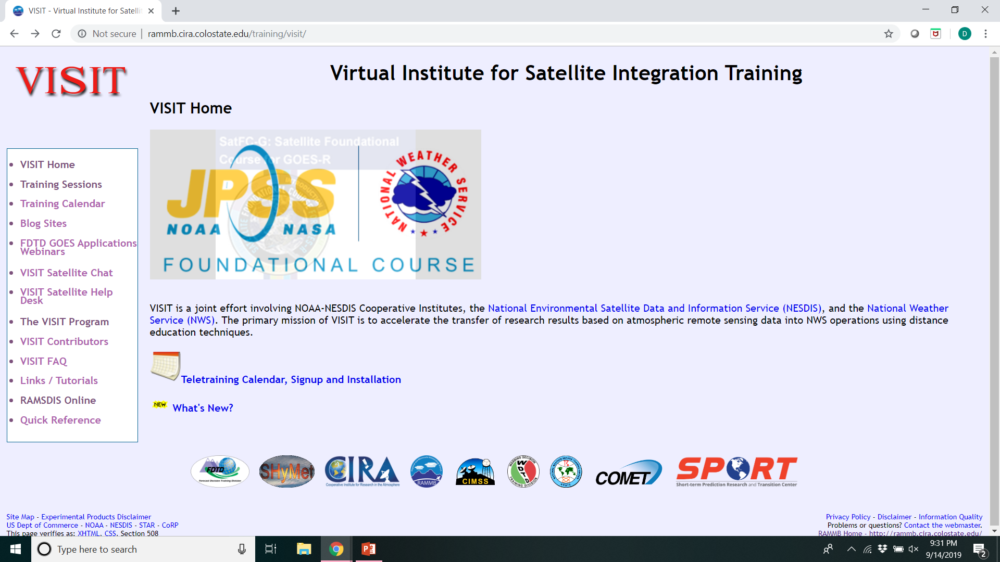 VISIT - Virtual Institute for Satelli
Not secure | rammb.cira.colostate.edu/training/visit/
D
VISIT
Virtual Institute for Satellite Integration Training
VISIT Home
VISIT Home
Training Sessions
Training Calendar
Blog Sites
FDTD GOES Applications
Webinars
VISIT Satellite Chat
VISIT Satellite Help
Desk
The VISIT Program
VISIT Contributors
VISIT FAQ
Links / Tutorials
RAMSDIS Online
Quick Reference
SatFC-G: Satellite Foundational
Course for GOES-R
JPSS
NOAA NASA
NATIONAL WEATHER SERVICE
FOUNDATIONAL COURSE
VISIT is a joint effort involving NOAA-NESDIS Cooperative Institutes, the National Environmental Satellite Data and Information Service (NESDIS), and the National Weather
Service (NWS). The primary mission of VISIT is to accelerate the transfer of research results based on atmospheric remote sensing data into NWS operations using distance
education techniques.
Teletraining Calendar, Signup and Installation
NEW What's New?
FDTD
Forecast Decision Training Division
SHyMet
CIRA
Cooperative Institute for Research in the Atmosphere
RAMMB
CIMSS
WARNING DECISION
WDTD
TRAINING DIVISION
COMET
SPORT
Short-term Prediction Research and Transition Center
Site Map - Experimental Products Disclaimer
US Dept of Commerce - NOAA - NESDIS - STAR - CoRP
This page verifies as: XHTML, CSS, Section 508
Privacy Policy - Disclaimer - Information Quality
Problems or questions? Contact the webmaster.
RAMMB Home - http://rammb.cira.colostate.edu/
Type here to search
9:31 PM
9/14/2019
2